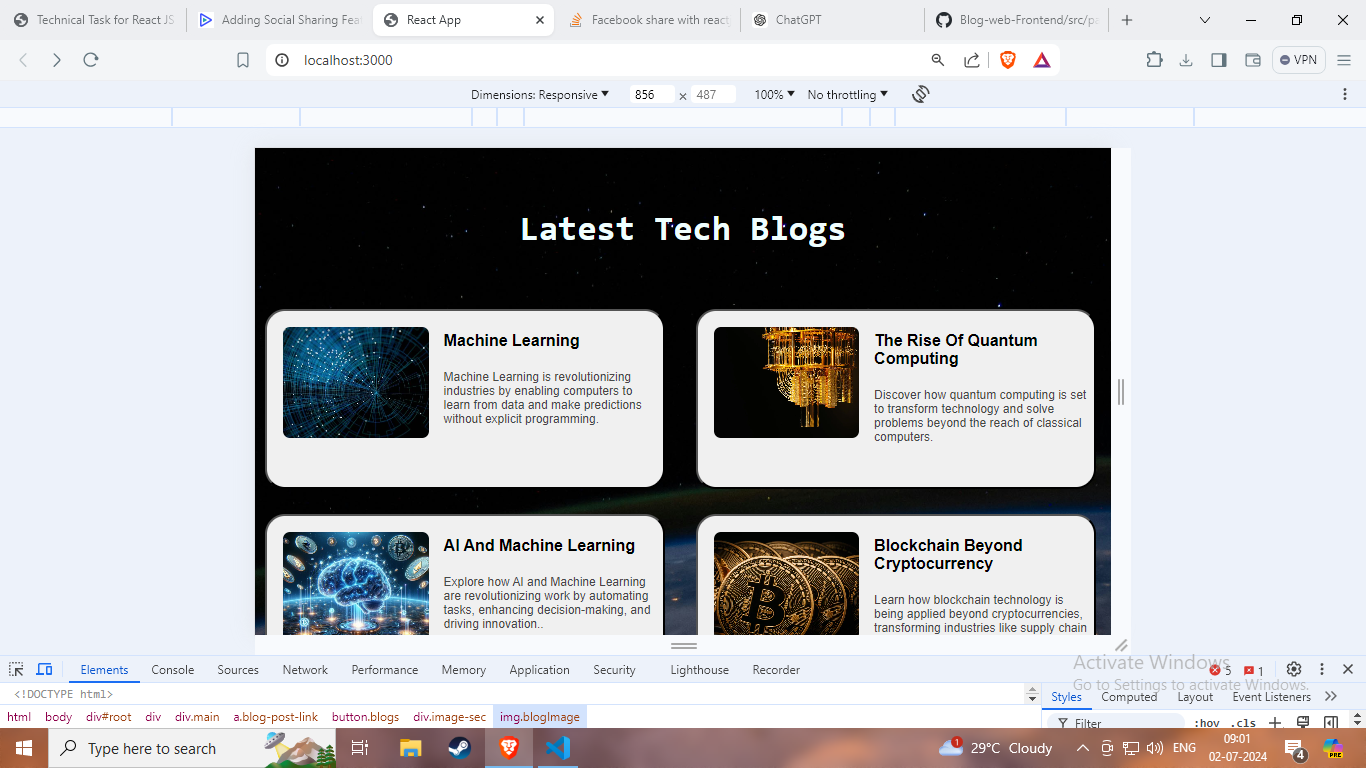 Technical Task for React JS
Adding Social Sharing Fea
React App
Facebook share with react
ChatGPT
Blog-web-Frontend/src/pa
localhost:3000
VPN
Dimensions: Responsive
856 × 487
100%
No throttling
Latest Tech Blogs
Machine Learning
Machine Learning is revolutionizing
industries by enabling computers to
learn from data and make predictions
without explicit programming.
The Rise Of Quantum
Computing
Discover how quantum computing is set
to transform technology and solve
problems beyond the reach of classical
computers.
AI And Machine Learning
Explore how AI and Machine Learning
are revolutionizing work by automating
tasks, enhancing decision-making, and
driving innovation..
Blockchain Beyond
Cryptocurrency
Learn how blockchain technology is
being applied beyond cryptocurrencies,
transforming industries like supply chain
Elements Console Sources Network Performance Memory Application Security Lighthouse Recorder
5 1
Activate Windows
Go to Settings to activate Windows.
<!DOCTYPE html>
html body div#root div div.main a.blog-post-link button.blogs div.image-sec img.blogImage
Styles Computed Layout Event Listeners
Filter :hov .cls
Type here to search
1
29°C Cloudy
ENG
09:01
02-07-2024
4
PRE